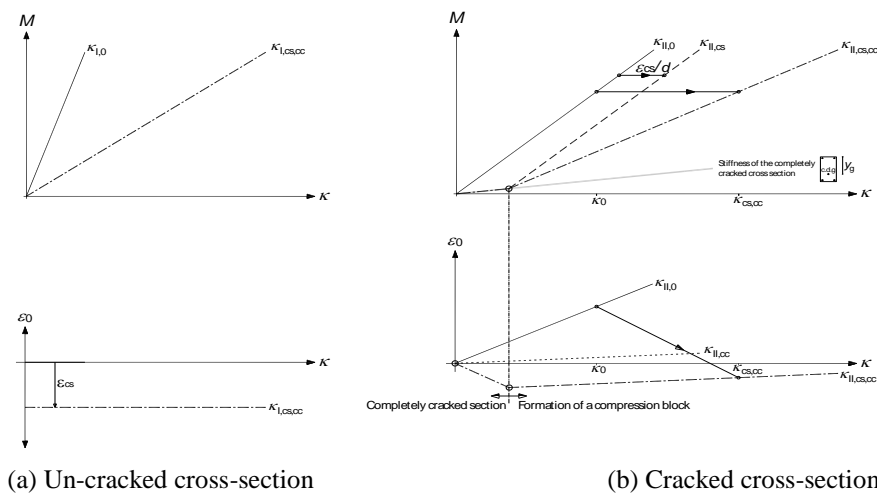 M
κI,0
κI,cs,cc
κ
ε0
κ
εcs
κI,cs,cc
(a) Un-cracked cross-section
M
κII,0
κII,cs
κII,cs,cc
εcs/d
Stiffness of the completely
cracked cross section
c.d.g
yg
κ0
κcs,cc
κ
ε0
κII,0
κII,cc
κ0
κcs,cc
κ
κII,cs,cc
Completely cracked section
Formation of a compression block
(b) Cracked cross-section